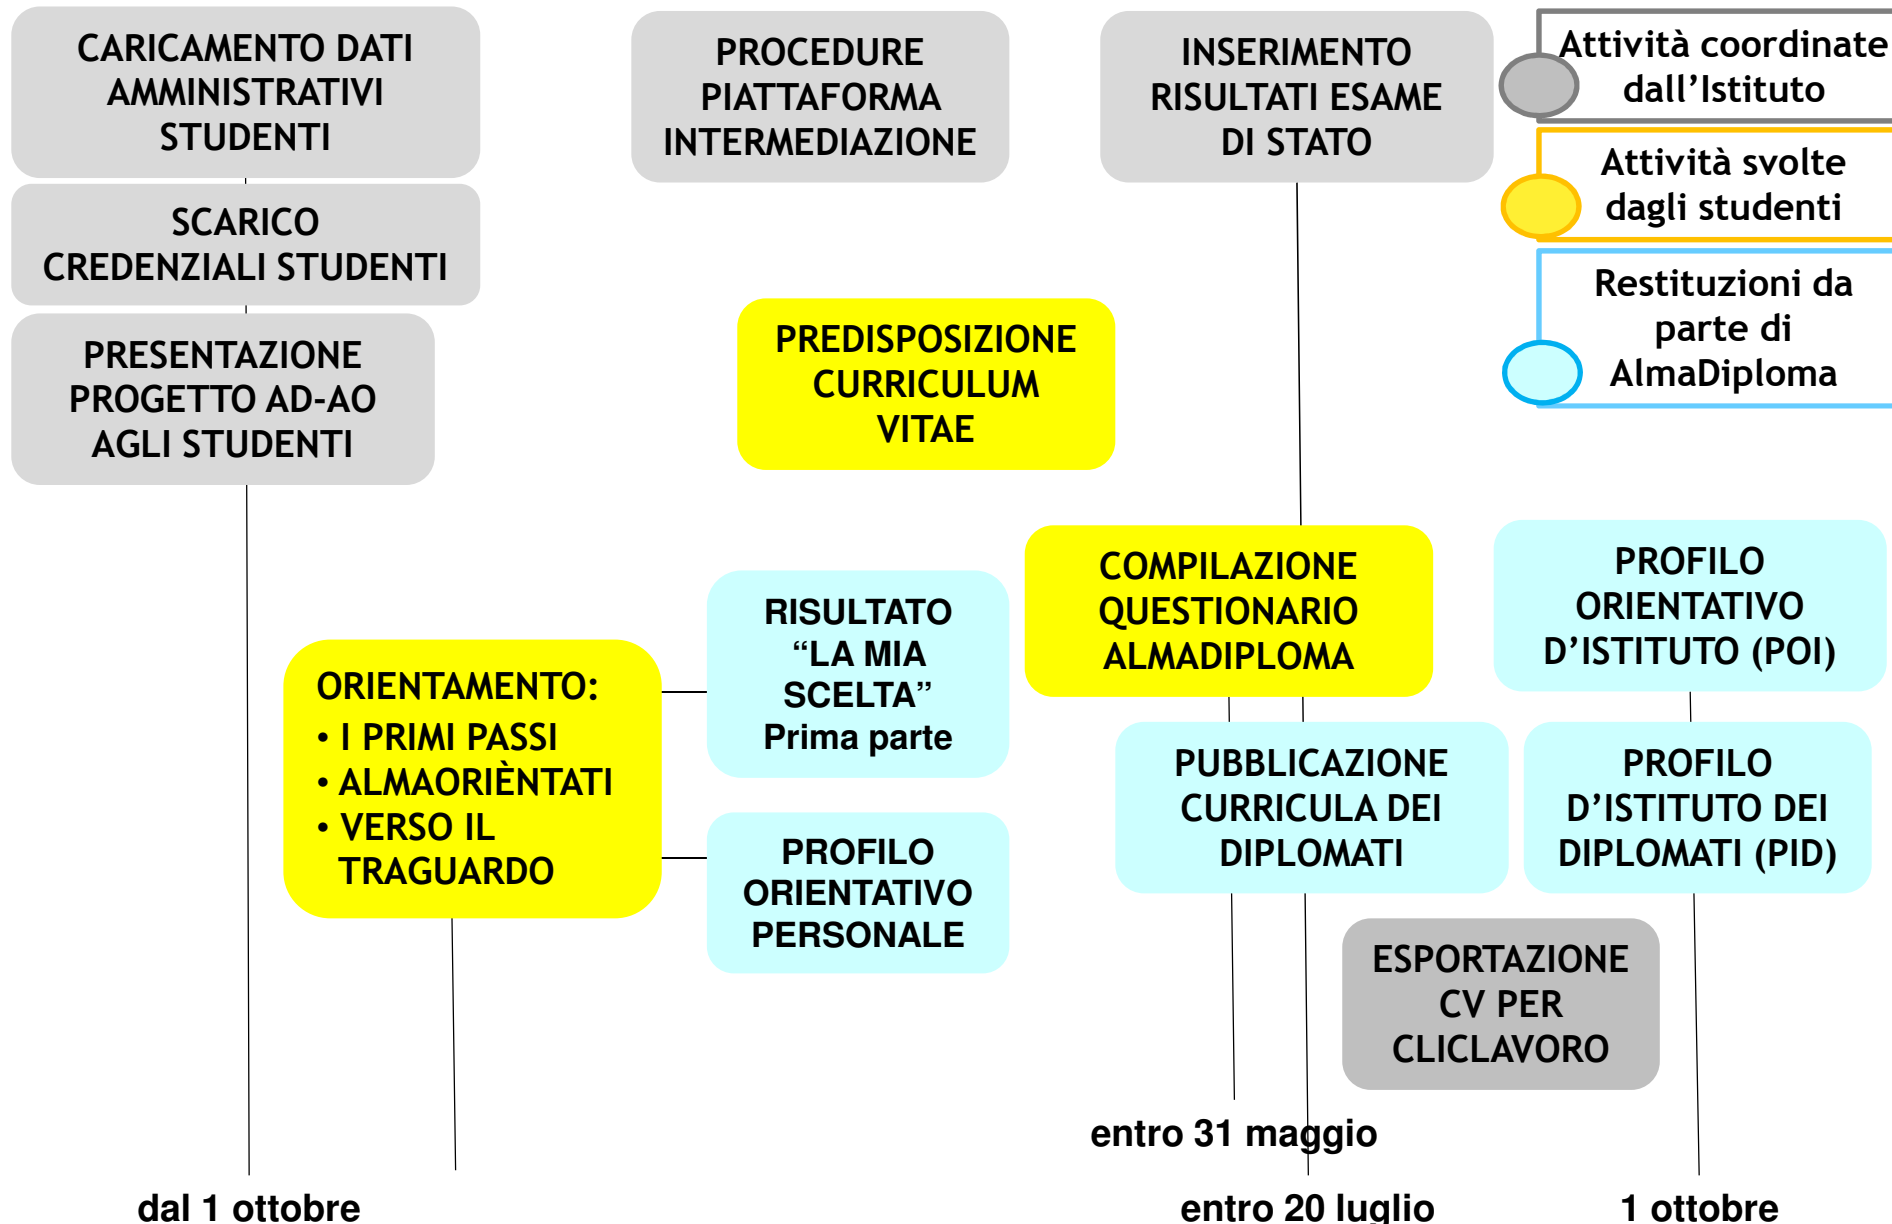 CARICAMENTO DATI
AMMINISTRATIVI
STUDENTI
PROCEDURE
PIATTAFORMA
INTERMEDIAZIONE
INSERIMENTO
RISULTATI ESAME
DI STATO
Attività coordinate
dall’Istituto
Attività svolte
dagli studenti
Restituzioni da
parte di
AlmaDiploma
SCARICO
CREDENZIALI STUDENTI
PRESENTAZIONE
PROGETTO AD-AO
AGLI STUDENTI
PREDISPOSIZIONE
CURRICULUM
VITAE
ORIENTAMENTO:
• I PRIMI PASSI
• ALMAORIÈNTATI
• VERSO IL
TRAGUARDO
RISULTATO
“LA MIA
SCELTA”
Prima parte
PROFILO
ORIENTATIVO
PERSONALE
COMPILAZIONE
QUESTIONARIO
ALMADIPLOMA
PROFILO
ORIENTATIVO
D’ISTITUTO (POI)
PUBBLICAZIONE
CURRICULA DEI
DIPLOMATI
PROFILO
D’ISTITUTO DEI
DIPLOMATI (PID)
ESPORTAZIONE
CV PER
CLICLAVORO
entro 31 maggio
dal 1 ottobre
entro 20 luglio
1 ottobre